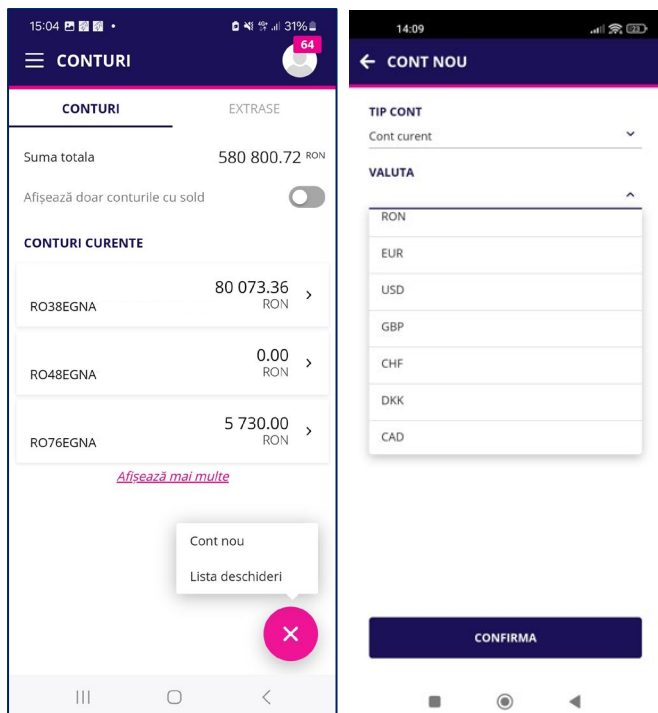 15:04
31%
64
CONTURI
CONTURI
EXTRASE
Suma totala
580 800.72 RON
Afișează doar conturile cu sold
CONTURI CURENTE
80 073.36
RO38EGNA
RON
0.00
RO48EGNA
RON
5 730.00
RO76EGNA
RON
Afișează mai multe
Cont nou
Lista deschideri
14:09
23
CONT NOU
TIP CONT
Cont curent
VALUTA
RON
EUR
USD
GBP
CHF
DKK
CAD
CONFIRMA